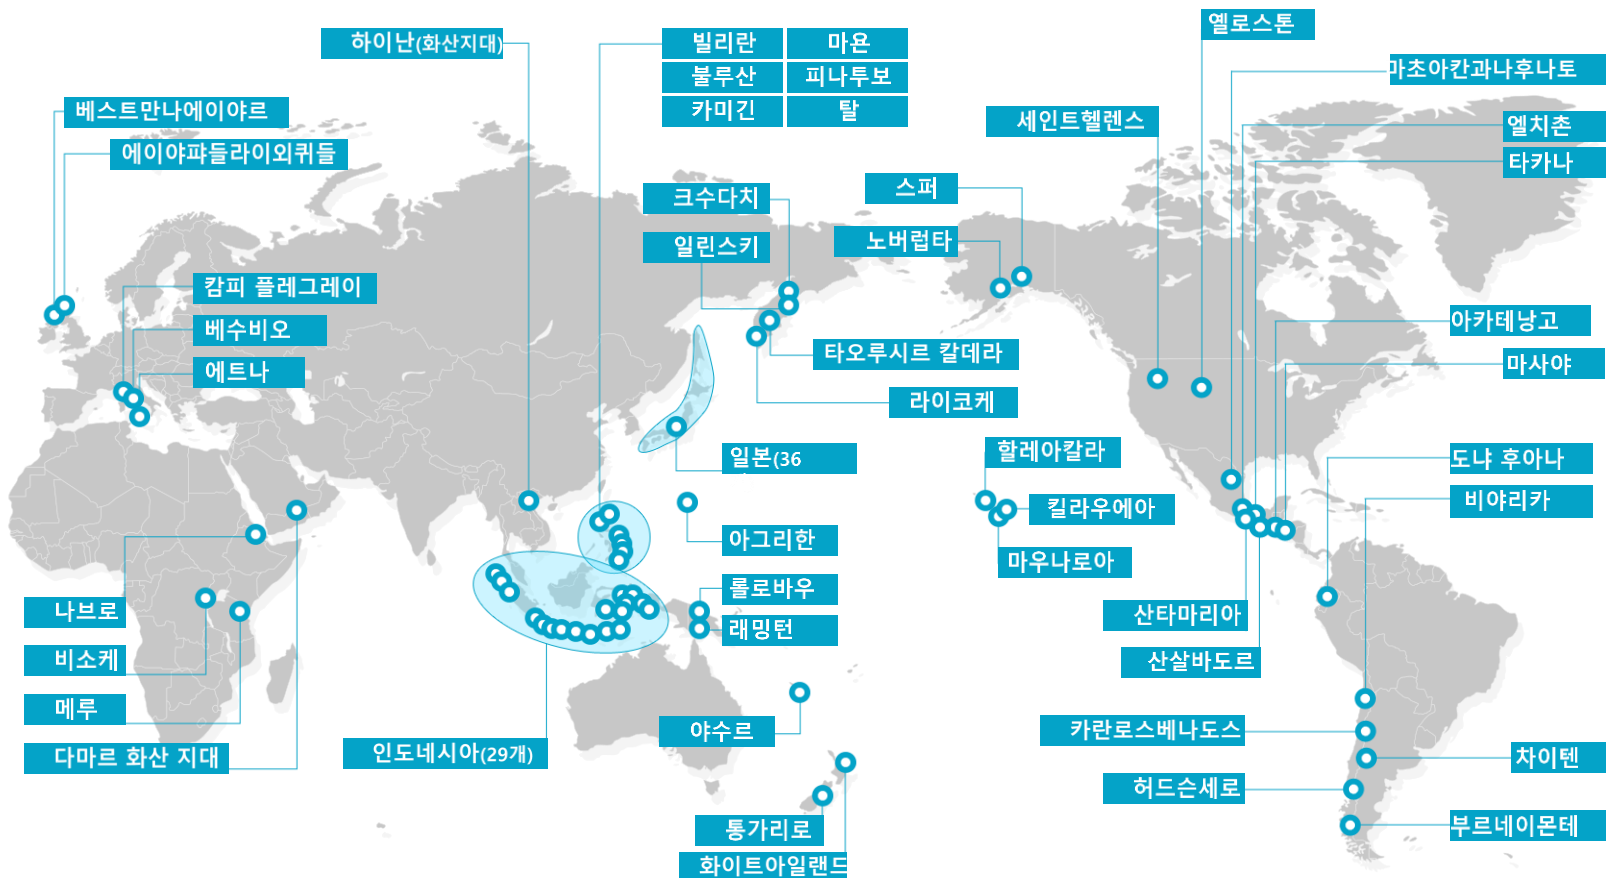 옐로스톤
하이난(화산지대)
빌리란
마욘
불루산
피나투보
카미긴
탈
마초아칸과나후나토
베스트만나에이야르
세인트헬렌스
엘치촌
에이야퍄들라이외퀴들
타카나
크수다치
스퍼
일린스키
노버럽타
캄피 플레그레이
베수비오
에트나
타오루시르 칼데라
라이코케
아카테낭고
마사야
일본(36
할레아칼라
도냐 후아나
킬라우에아
비야리카
아그리한
마우나로아
롤로바우
래밍턴
나브로
산타마리아
비소케
산살바도르
메루
야수르
카란로스베나도스
다마르 화산 지대
인도네시아(29개)
차이텐
허드슨세로
통가리로
부르네이몬테
화이트아일랜드